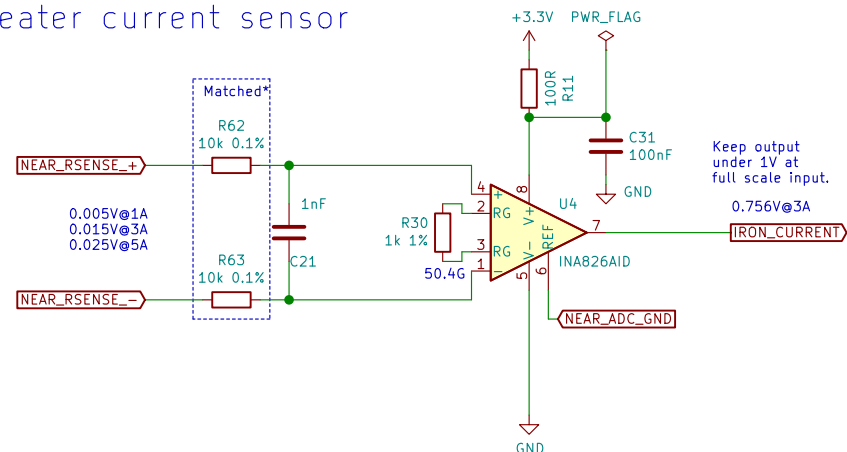 eater current sensor
+3.3V
PWR_FLAG
100R
R11
C31
100nF
GND
Keep output
under 1V at
full scale input.
0.756V@3A
Matched*
R62
10k 0.1%
NEAR_RSENSE_+
0.005V@1A
0.015V@3A
0.025V@5A
1nF
C21
R63
10k 0.1%
NEAR_RSENSE_-
R30
1k 1%
50.4G
4
+
2
RG
3
RG
1
-
8
V+
V-
5
REF
6
U4
7
INA826AID
IRON_CURRENT
NEAR_ADC_GND
GND